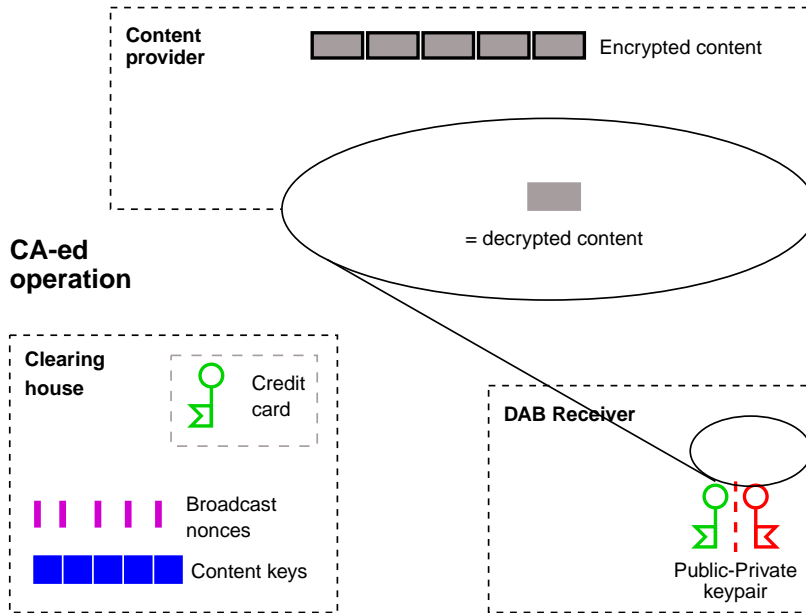 Content
provider
Encrypted content
= decrypted content
CA-ed
operation
Clearing
house
Credit
card
Broadcast
nonces
Content keys
DAB Receiver
Public-Private
keypair